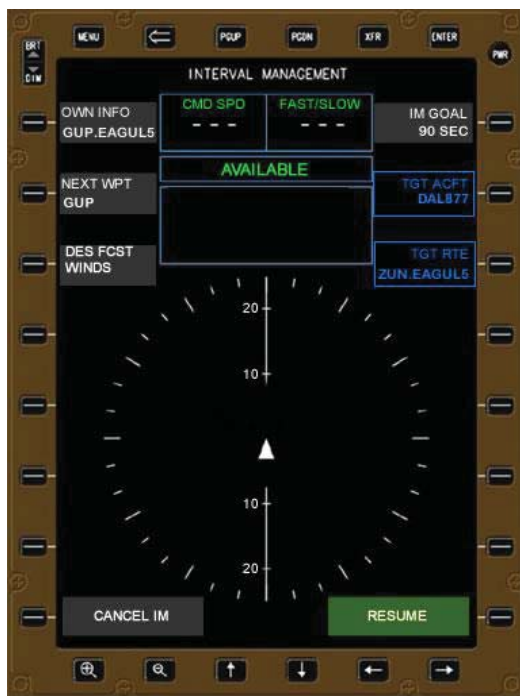 MENU
PGUP
PGDN
XFR
ENTER
BRT
DIM
PWR
INTERVAL MANAGEMENT
OWN INFO
GUP.EAGUL5
CMD SPD
- - -
FAST/SLOW
- - -
IM GOAL
90 SEC
AVAILABLE
NEXT WPT
GUP
TGT ACFT
DAL877
DES FCST
WINDS
TGT RTE
ZUN.EAGUL5
20
10
10
20
CANCEL IM
RESUME